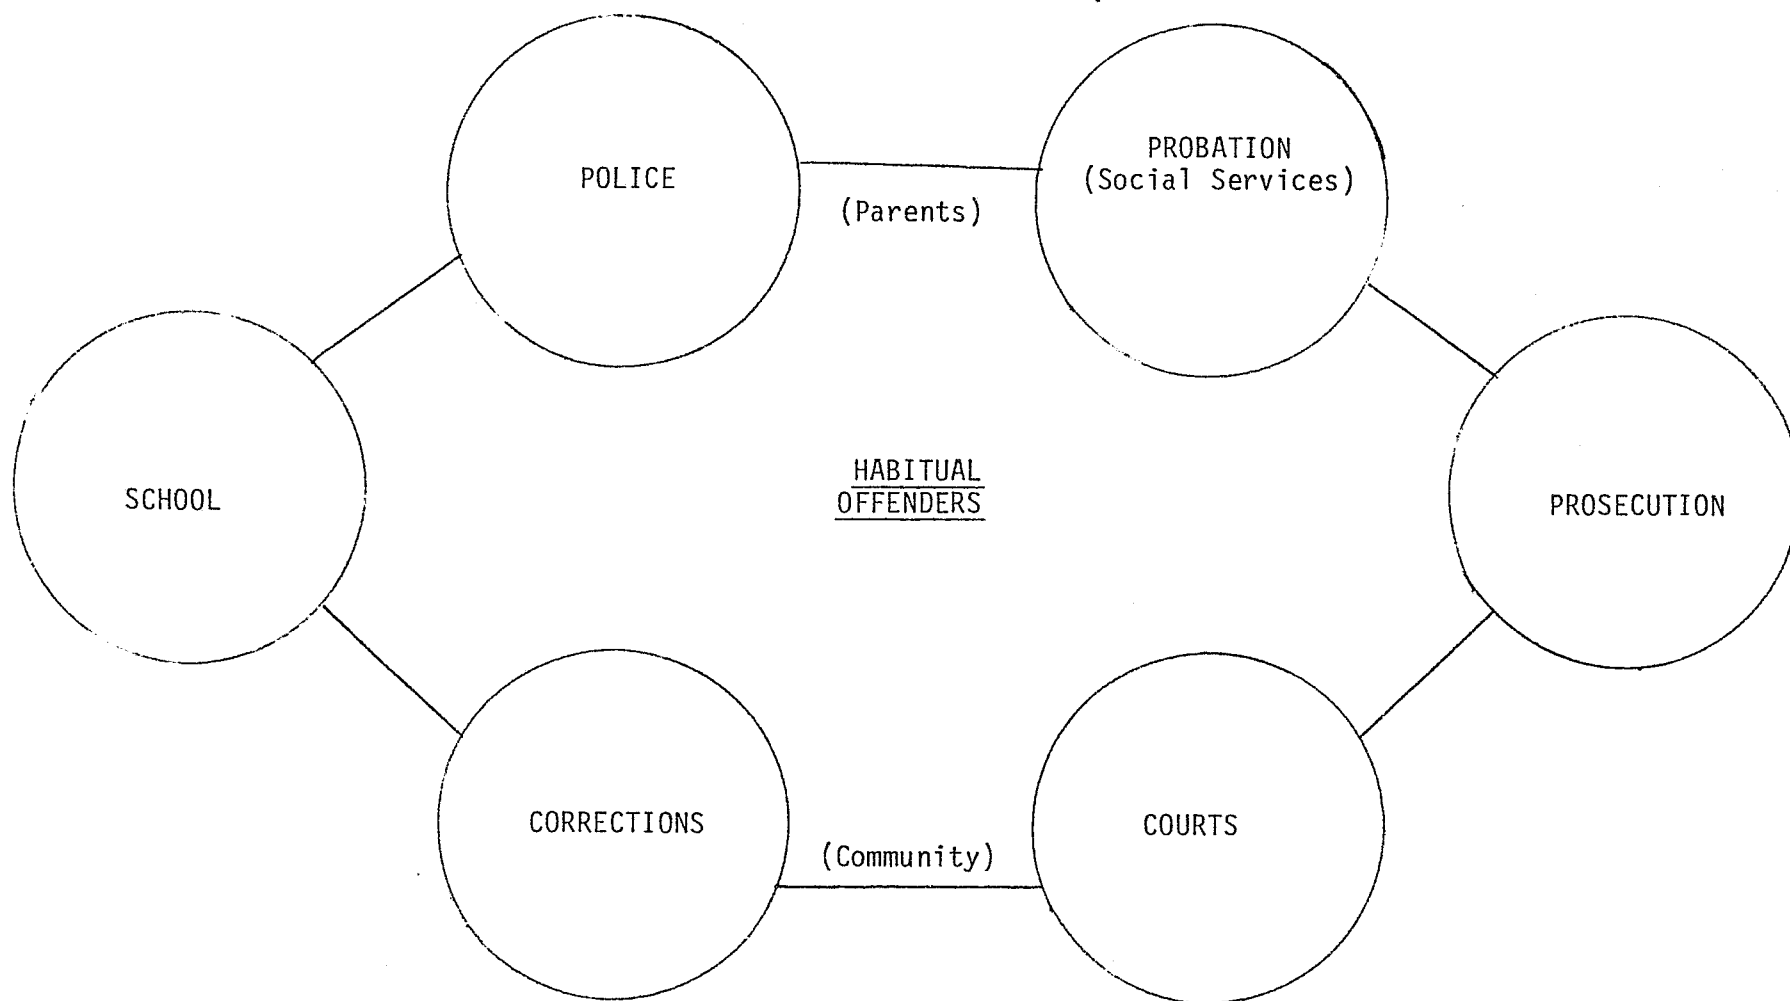 PROBATION
(Social Services)
POLICE
(Parents)
HABITUAL
OFFENDERS
SCHOOL
PROSECUTION
CORRECTIONS
COURTS
(Community)